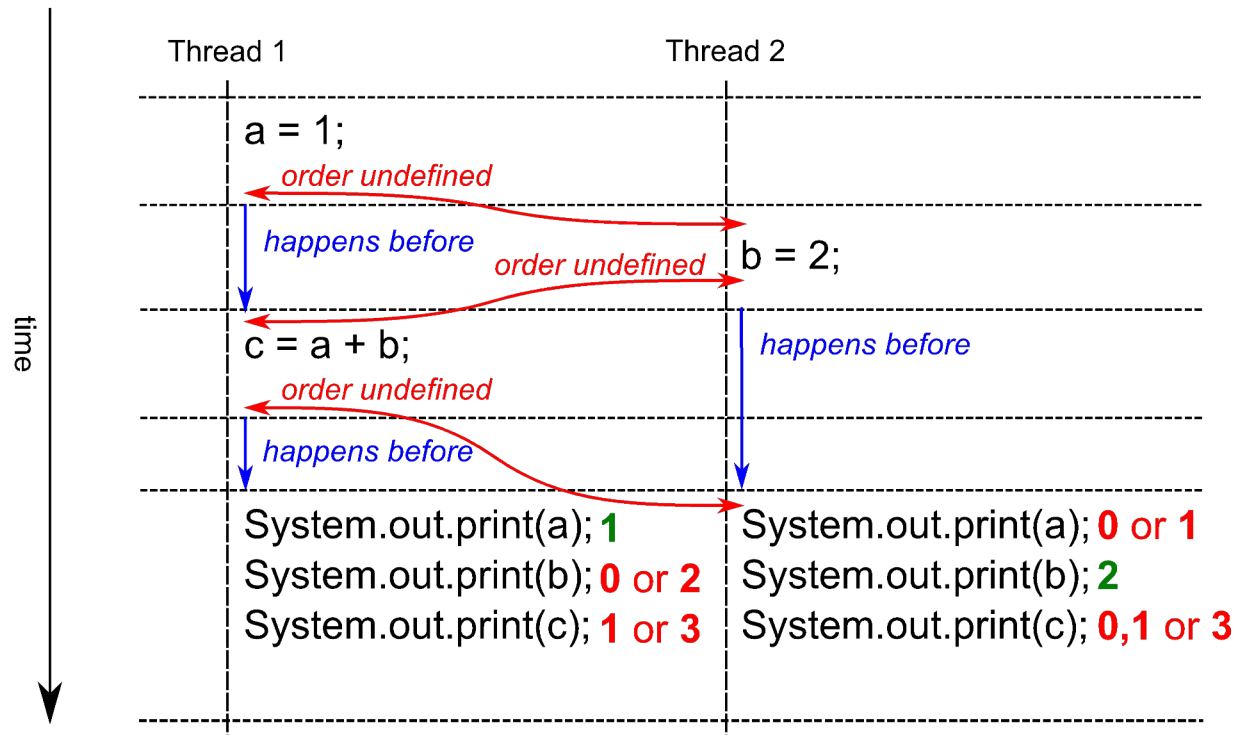 Thread 1
Thread 2
a = 1;
order undefined
happens before
order undefined
b = 2;
time
c = a + b;
happens before
order undefined
happens before
System.out.print(a); 1
System.out.print(b); 0 or 2
System.out.print(c); 1 or 3
System.out.print(a); 0 or 1
System.out.print(b); 2
System.out.print(c); 0,1 or 3